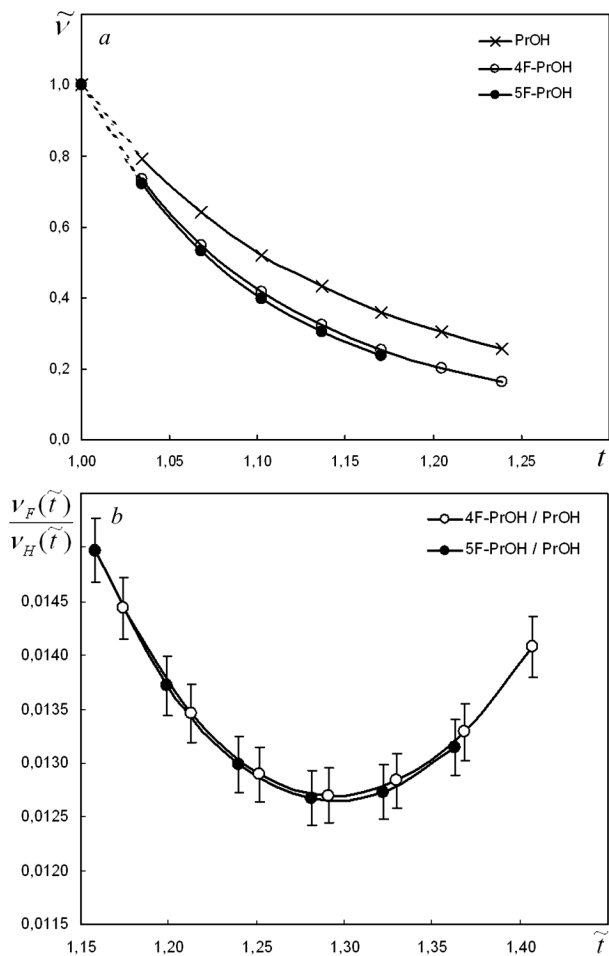 ν̃
a
PrOH
4F-PrOH
5F-PrOH
1,0
0,8
0,6
0,4
0,2
0,0
1,00 1,05 1,10 1,15 1,20 1,25 t
ν_F(t̃)
ν_H(t̃)
b
4F-PrOH / PrOH
5F-PrOH / PrOH
0,0145
0,0140
0,0135
0,0130
0,0125
0,0120
0,0115
1,15 1,20 1,25 1,30 1,35 1,40 t̃